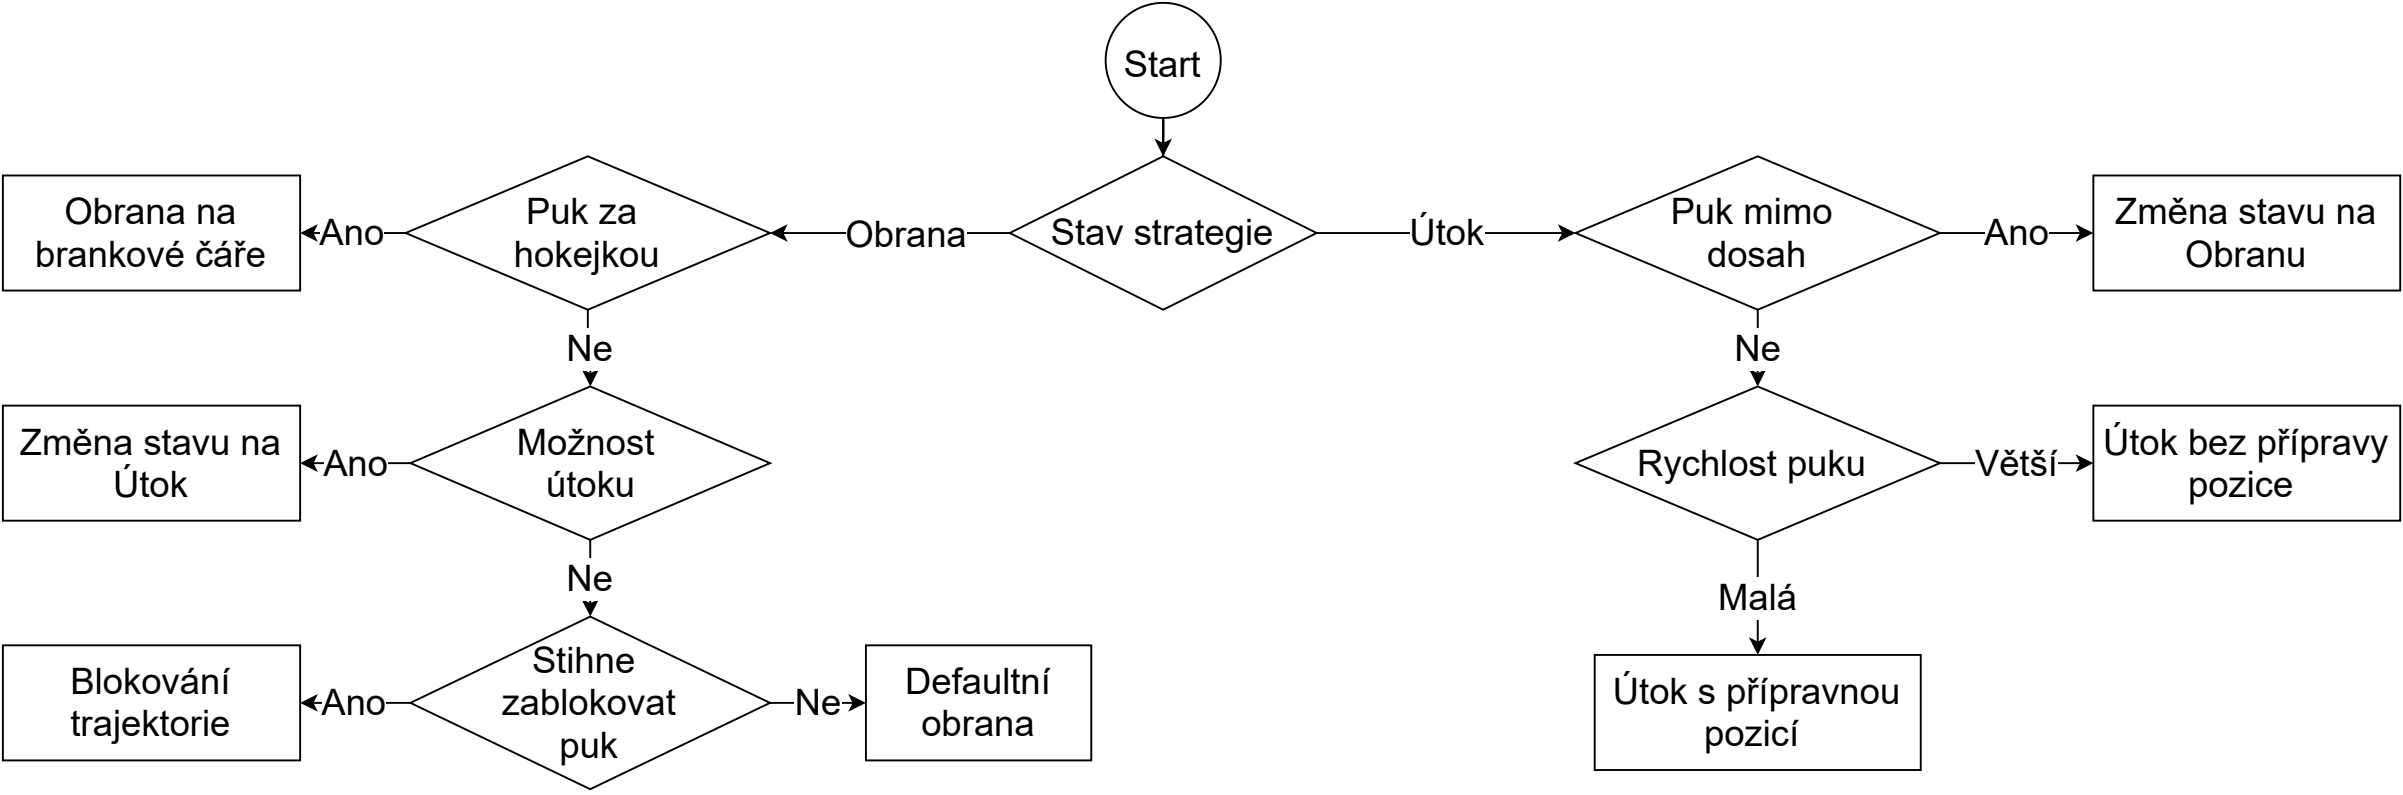 Start
Obrana na
brankové čáře
Ano
Puk za
hokejkou
Obrana
Stav strategie
Útok
Puk mimo
dosah
Ano
Změna stavu na
Obranu
Ne
Ne
Změna stavu na
Útok
Ano
Možnost
útoku
Rychlost puku
Větší
Útok bez přípravy
pozice
Ne
Malá
Blokování
trajektorie
Ano
Stihne
zablokovat
puk
Ne
Defaultní
obrana
Útok s přípravnou
pozicí